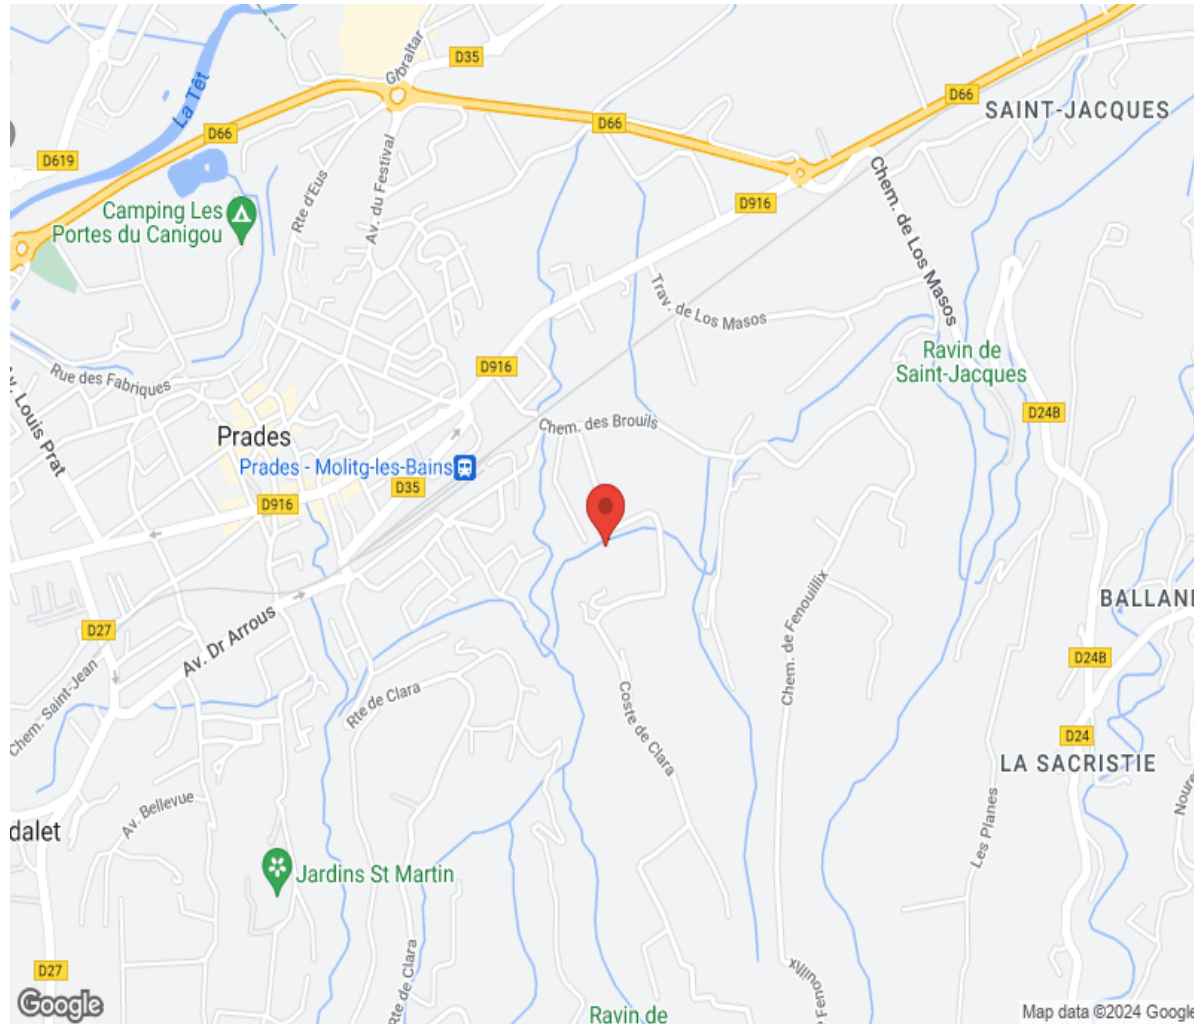 Gibraltar
D35
La Têt
D66
D66
D66
SAINT-JACQUES
D619
Camping Les
Portes du Canigou
Rte d'Eus
Av. du Festival
D916
Chem. de Los Masos
Trav. de Los Masos
Rue des Fabriques
D916
Ravin de
Saint-Jacques
Louis Prat
Prades
Chem. des Brouils
D24B
Prades - Molitg-les-Bains
D35
D916
Chem. de Fenouillix
BALLANE
D27
Av. Dr Arrous
D24B
Chem. Saint-Jean
Rte de Clara
Coste de Clara
D24
LA SACRISTIE
Av. Bellevue
Noure
dalet
Les Planes
Jardins St Martin
D27
Rte de Clara
Fenouillix
Ravin de
Google
Map data ©2024 Google